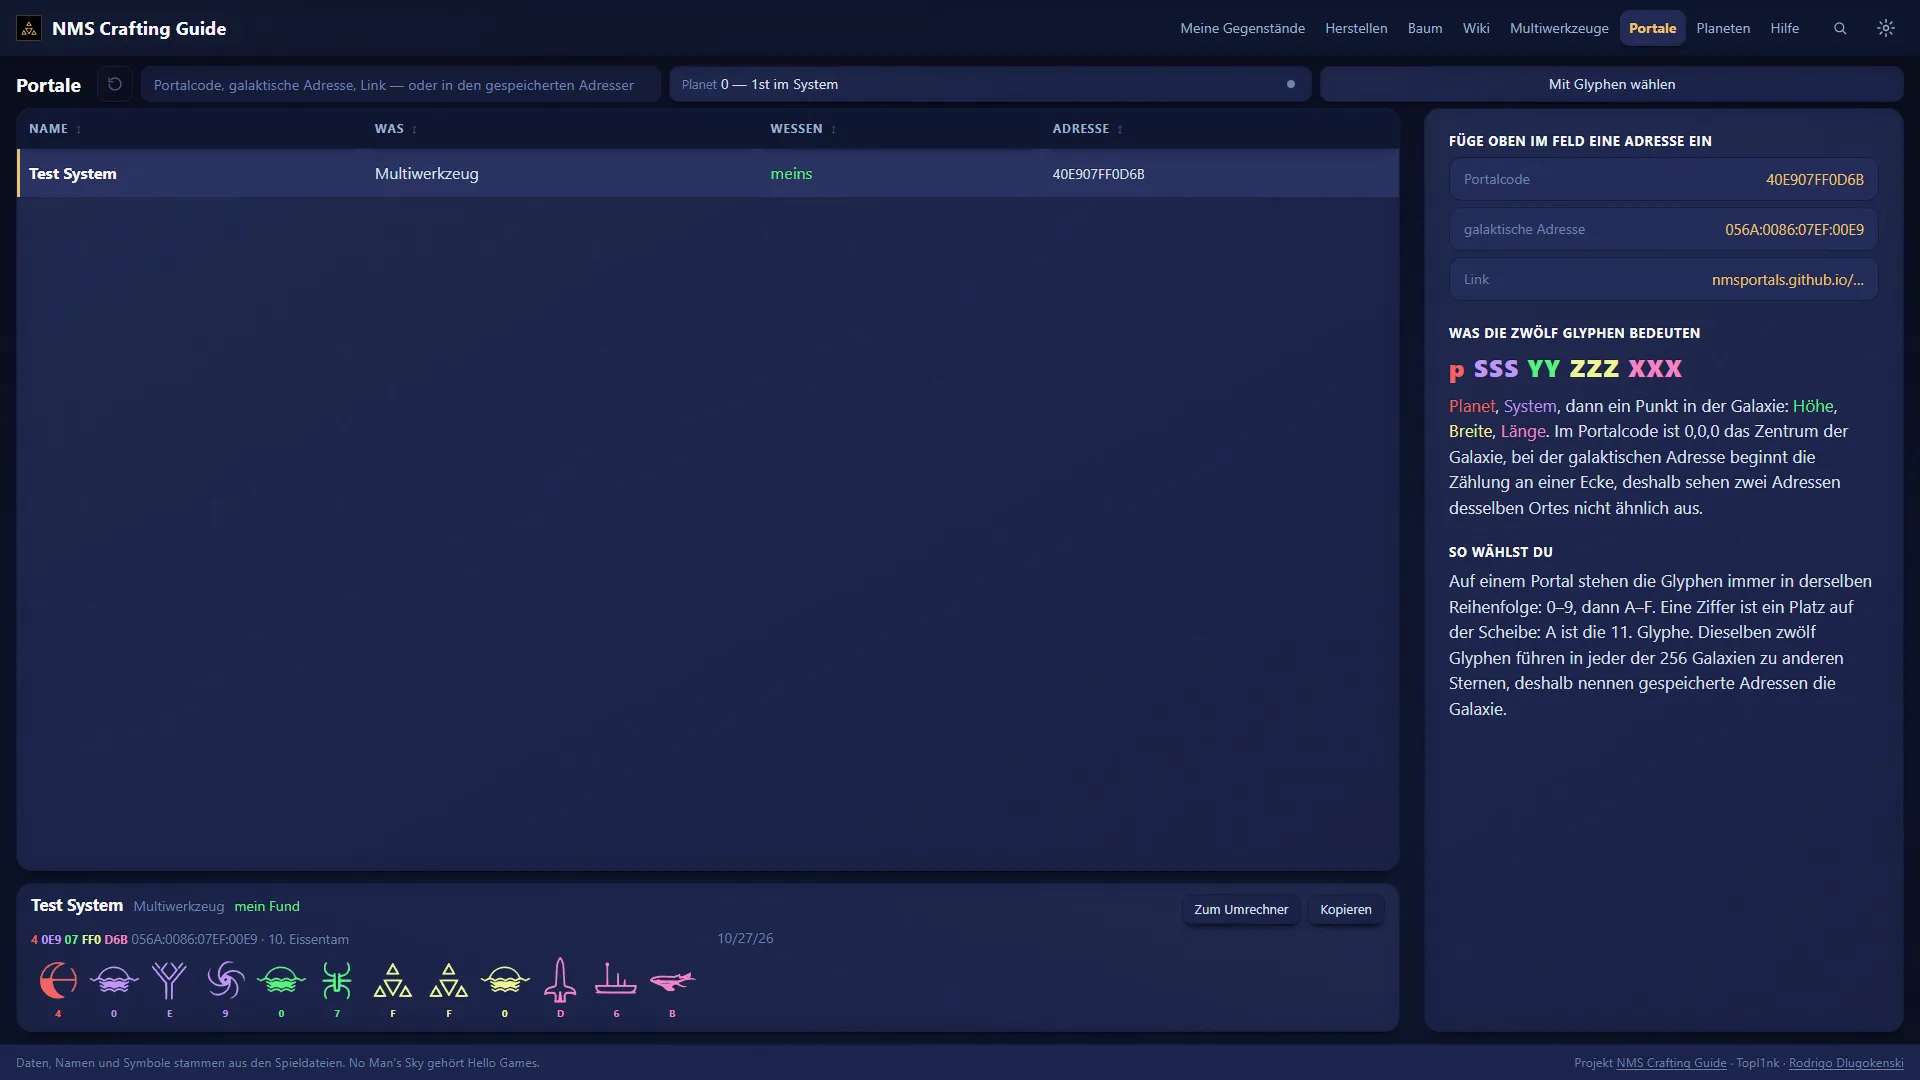 NMS Crafting Guide
Meine Gegenstände Herstellen Baum Wiki Multiwerkzeuge Portale Planeten Hilfe
Portale
Portalcode, galaktische Adresse, Link — oder in den gespeicherten Adresser
Planet 0 — 1st im System
Mit Glyphen wählen
NAME WAS WESSEN ADRESSE
Test System Multiwerkzeug meins 40E907FF0D6B
FÜGE OBEN IM FELD EINE ADRESSE EIN
Portalcode 40E907FF0D6B
galaktische Adresse 056A:0086:07EF:00E9
Link nmsportals.github.io/...
WAS DIE ZWÖLF GLYPHEN BEDEUTEN
p SSS YY ZZZ XXX
Planet, System, dann ein Punkt in der Galaxie: Höhe,
Breite, Länge. Im Portalcode ist 0,0,0 das Zentrum der
Galaxie, bei der galaktischen Adresse beginnt die
Zählung an einer Ecke, deshalb sehen zwei Adressen
desselben Ortes nicht ähnlich aus.
SO WÄHLST DU
Auf einem Portal stehen die Glyphen immer in derselben
Reihenfolge: 0–9, dann A–F. Eine Ziffer ist ein Platz auf
der Scheibe: A ist die 11. Glyphe. Dieselben zwölf
Glyphen führen in jeder der 256 Galaxien zu anderen
Sternen, deshalb nennen gespeicherte Adressen die
Galaxie.
Test System Multiwerkzeug mein Fund
Zum Umrechner Kopieren
4 0E9 07 FF0 D6B 056A:0086:07EF:00E9 · 10. Eissentam
10/27/26
4 0 E 9 0 7 F F 0 D 6 B
Daten, Namen und Symbole stammen aus den Spieldateien. No Man's Sky gehört Hello Games.
Projekt NMS Crafting Guide · Topl1nk · Rodrigo Dlugokenski